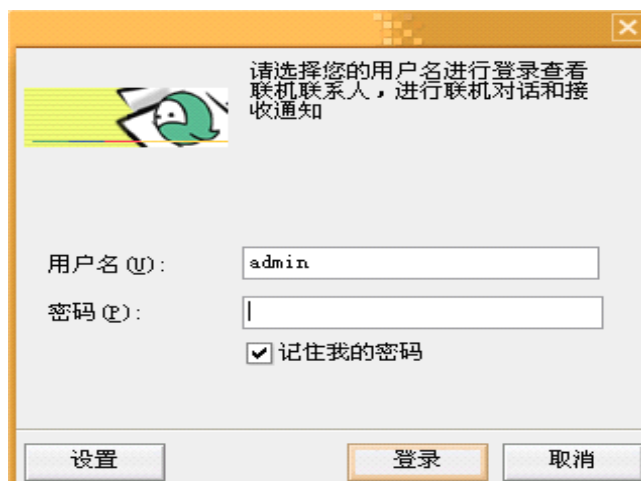 请选择您的用户名进行登录查看
联机联系人，进行联机对话和接
收通知
用户名(U):
admin
密码(P):
记住我的密码
设置
登录
取消